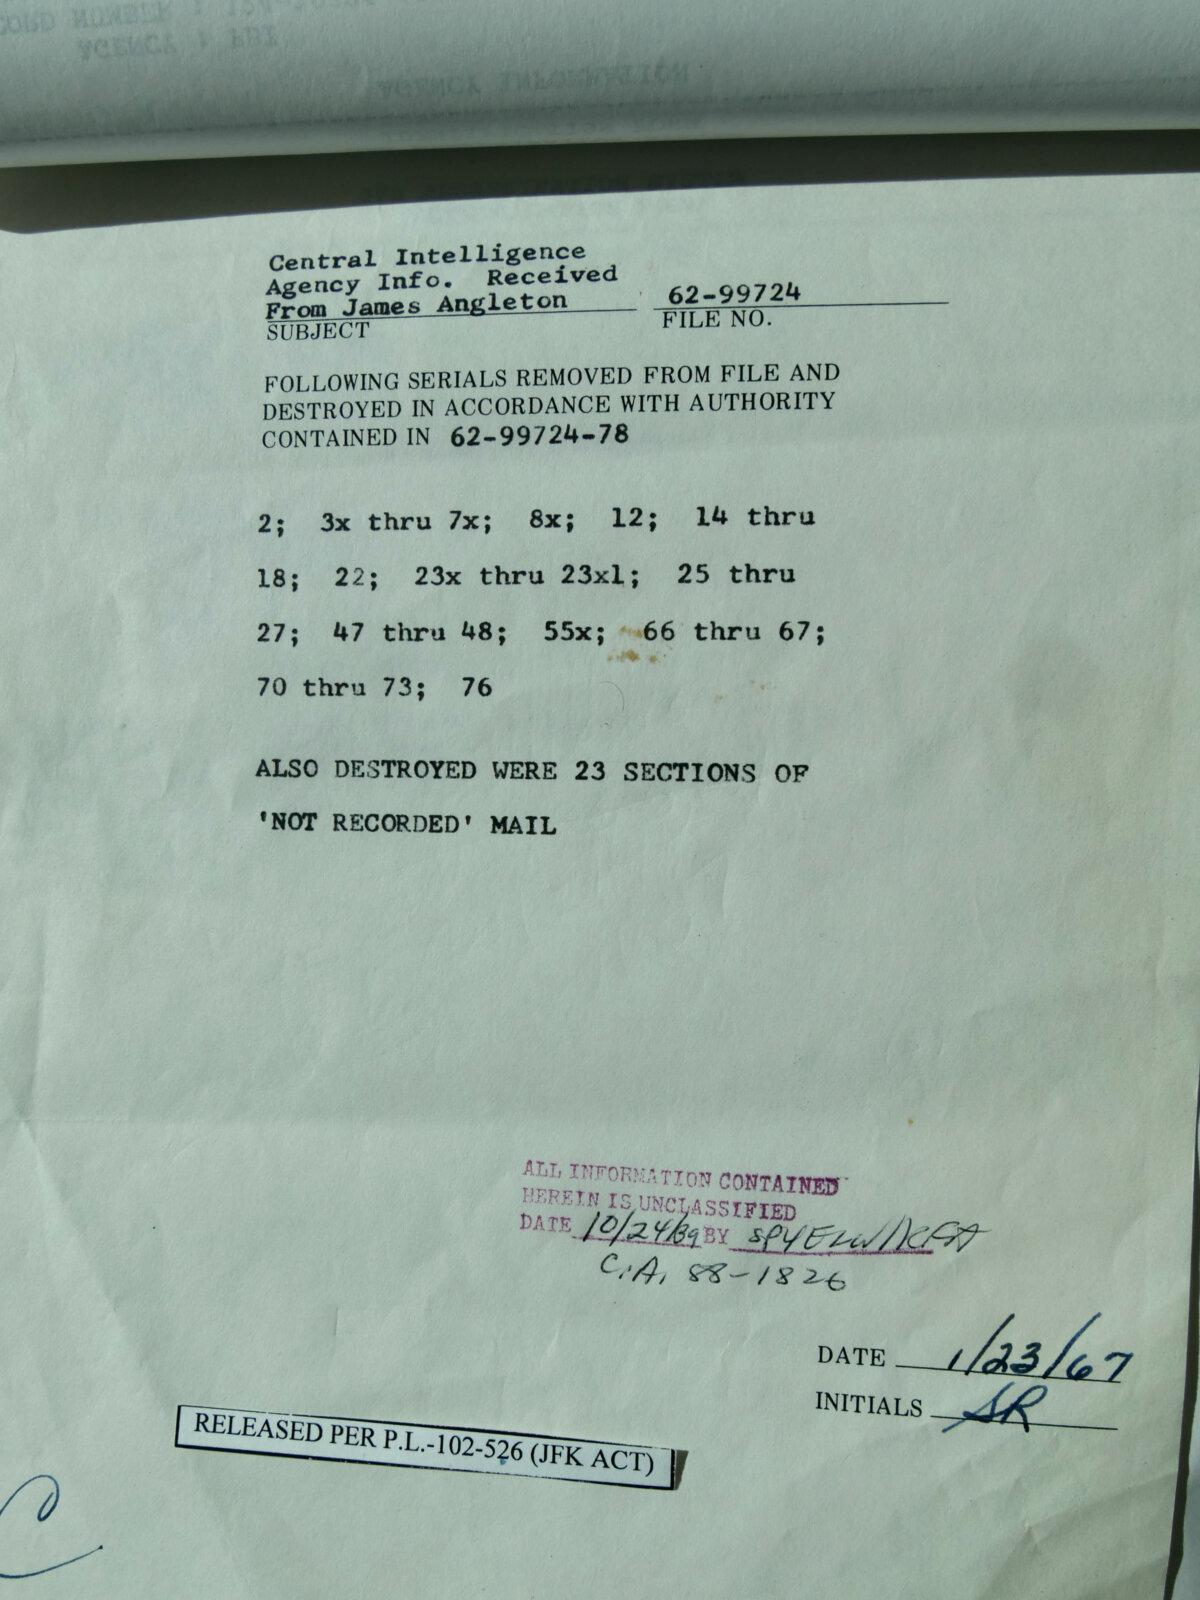 Central Intelligence
Agency Info. Received
From James Angleton
SUBJECT
62-99724
FILE NO.
FOLLOWING SERIALS REMOVED FROM FILE AND
DESTROYED IN ACCORDANCE WITH AUTHORITY
CONTAINED IN 62-99724-78
2; 3x thru 7x; 8x; 12; 14 thru
18; 22; 23x thru 23x1; 25 thru
27; 47 thru 48; 55x; 66 thru 67;
70 thru 73; 76
ALSO DESTROYED WERE 23 SECTIONS OF
'NOT RECORDED' MAIL
ALL INFORMATION CONTAINED
HEREIN IS UNCLASSIFIED
DATE 10/24/89 BY
C.A. 88-1826
DATE 1/23/67
INITIALS SR
RELEASED PER P.L.-102-526 (JFK ACT)